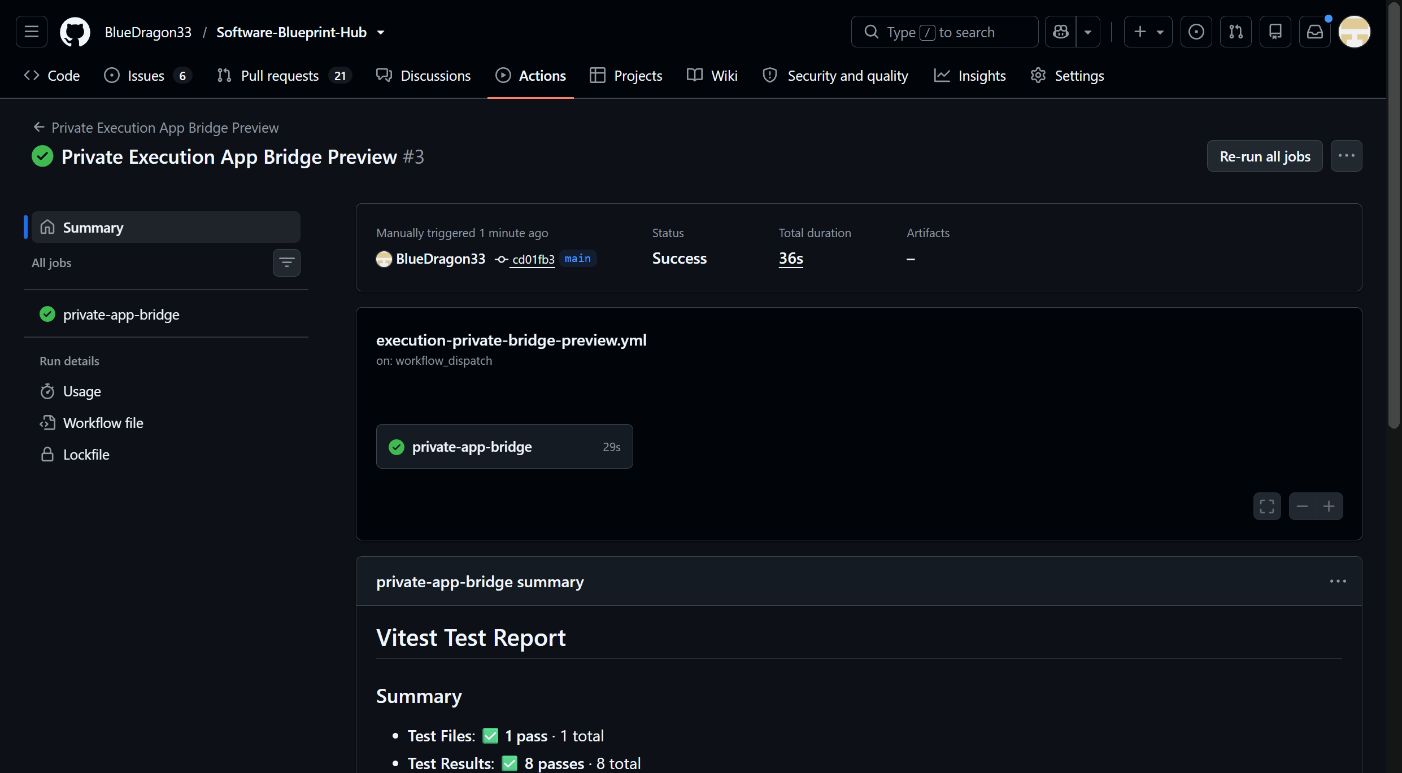 BlueDragon33 / Software-Blueprint-Hub
Type / to search
Code Issues 6 Pull requests 21 Discussions Actions Projects Wiki Security and quality Insights Settings
Private Execution App Bridge Preview
Private Execution App Bridge Preview #3
Re-run all jobs
Summary
All jobs
private-app-bridge
Run details
Usage
Workflow file
Lockfile
Manually triggered 1 minute ago Status Total duration Artifacts
BlueDragon33 cd01fb3 main Success 36s –
execution-private-bridge-preview.yml
on: workflow_dispatch
private-app-bridge 29s
private-app-bridge summary
Vitest Test Report
Summary
• Test Files: ✅ 1 pass · 1 total
• Test Results: ✅ 8 passes · 8 total